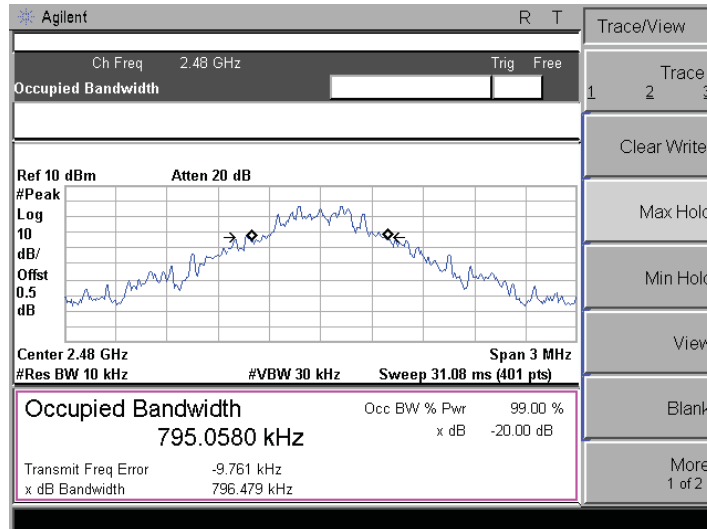 Agilent R T
Ch Freq 2.48 GHz Trig Free
Occupied Bandwidth
Ref 10 dBm Atten 20 dB
#Peak
Log
10
dB/
Offst
0.5
dB
Center 2.48 GHz Span 3 MHz
#Res BW 10 kHz #VBW 30 kHz Sweep 31.08 ms (401 pts)
Occupied Bandwidth
795.0580 kHz
Occ BW % Pwr 99.00 %
x dB -20.00 dB
Transmit Freq Error -9.761 kHz
x dB Bandwidth 796.479 kHz
Trace/View
Trace
1 2 3
Clear Write
Max Hold
Min Hold
View
Blank
More
1 of 2